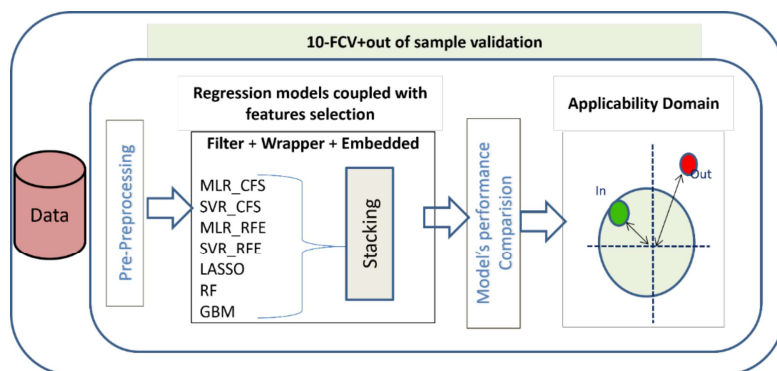 10-FCV+out of sample validation
Data
Pre-Preprocessing
Regression models coupled with
features selection
Filter + Wrapper + Embedded
MLR_CFS
SVR_CFS
MLR_RFE
SVR_RFE
LASSO
RF
GBM
Stacking
Model's performance
Comparision
Applicability Domain
In
Out